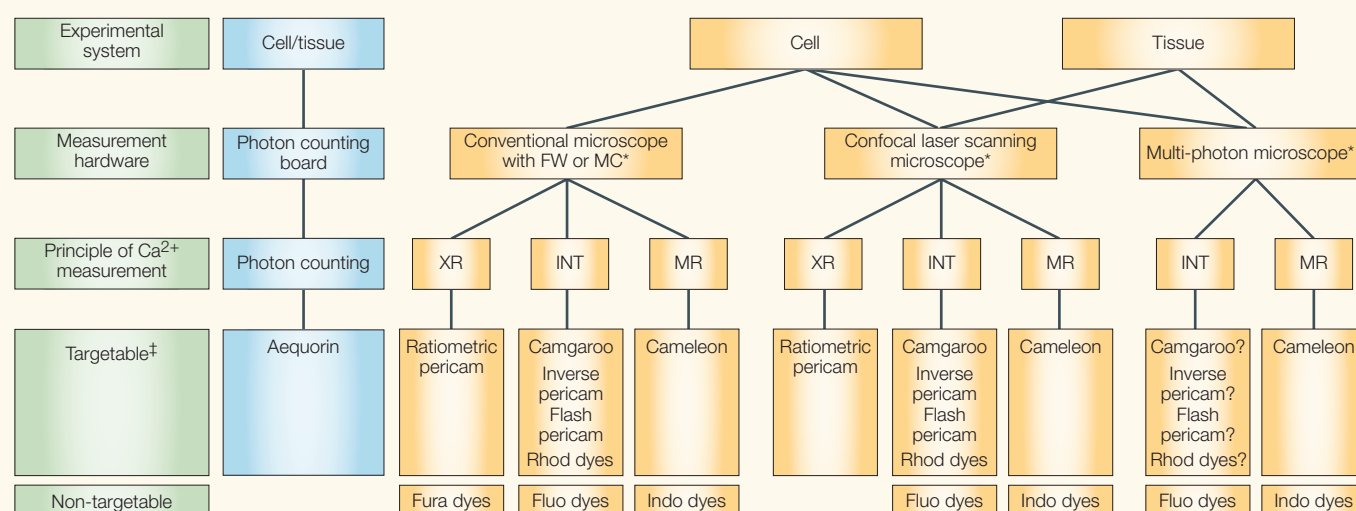 Experimental
system
Cell/tissue
Cell
Tissue
Measurement
hardware
Photon counting
board
Conventional microscope
with FW or MC*
Confocal laser scanning
microscope*
Multi-photon microscope*
Principle of Ca2+
measurement
Photon counting
XR
INT
MR
XR
INT
MR
INT
MR
Targetable‡
Aequorin
Ratiometric
pericam
Camgaroo
Inverse
pericam
Flash
pericam
Rhod dyes
Cameleon
Ratiometric
pericam
Camgaroo
Inverse
pericam
Flash
pericam
Rhod dyes
Cameleon
Camgaroo?
Inverse
pericam?
Flash
pericam?
Rhod dyes?
Cameleon
Non-targetable
Fura dyes
Fluo dyes
Indo dyes
Fluo dyes
Indo dyes
Fluo dyes
Indo dyes